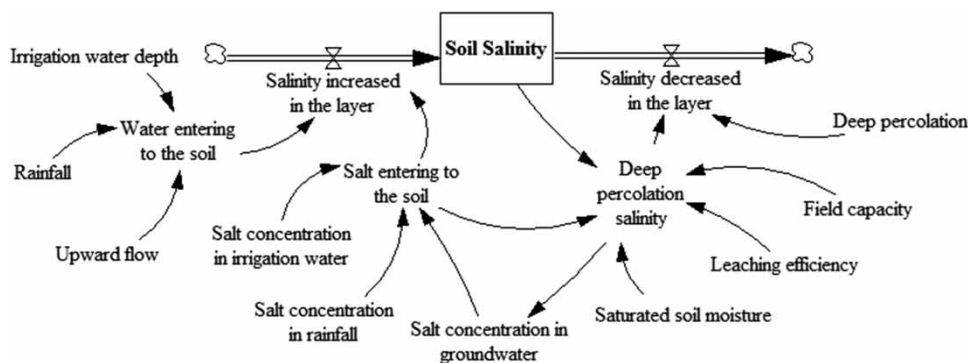 Irrigation water depth
Soil Salinity
Salinity increased
in the layer
Salinity decreased
in the layer
Water entering
to the soil
Deep percolation
Rainfall
Salt entering to
the soil
Deep
percolation
salinity
Field capacity
Upward flow
Salt concentration
in irrigation water
Leaching efficiency
Salt concentration
in rainfall
Salt concentration in
groundwater
Saturated soil moisture